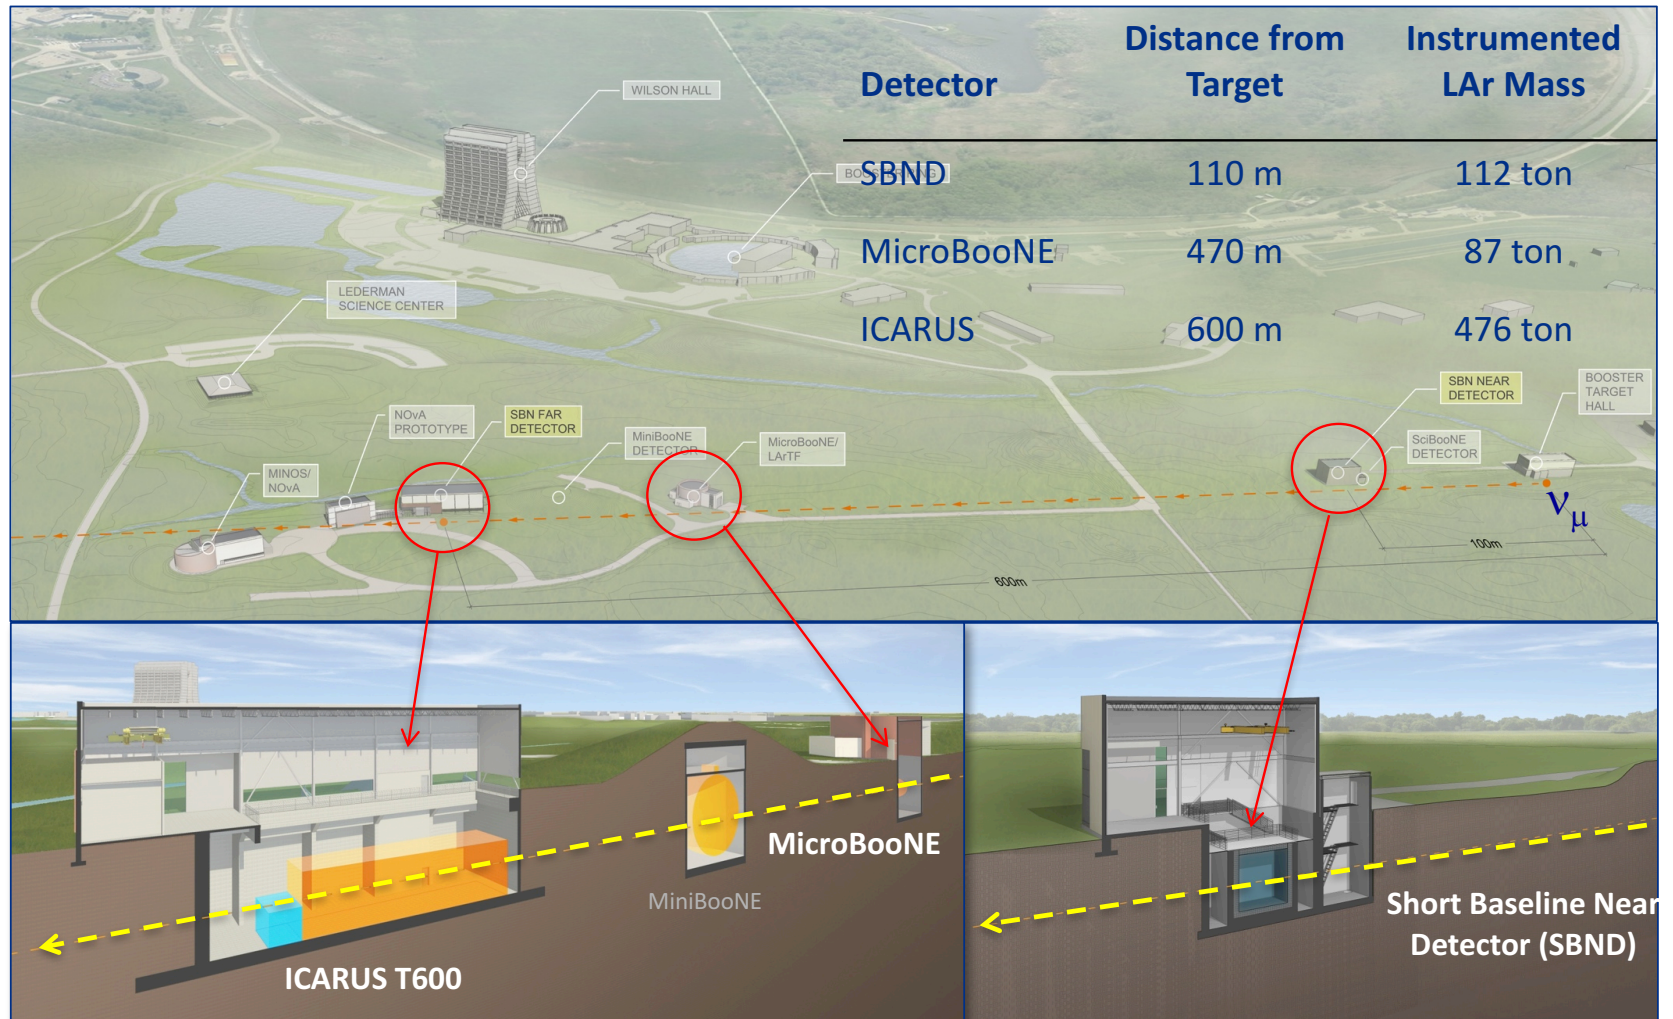 Distance from
Target
Instrumented
LAr Mass
Detector
SBND
110 m
112 ton
MicroBooNE
470 m
87 ton
ICARUS
600 m
476 ton
WILSON HALL
LEDERMAN
SCIENCE CENTER
NOvA
PROTOTYPE
SBN FAR
DETECTOR
MiniBooNE
DETECTOR
MicroBooNE/
LArTF
MINOS/
NOvA
SBN NEAR
DETECTOR
SciBooNE
DETECTOR
BOOSTER
TARGET
HALL
νμ
100m
600m
MicroBooNE
MiniBooNE
ICARUS T600
Short Baseline Near
Detector (SBND)